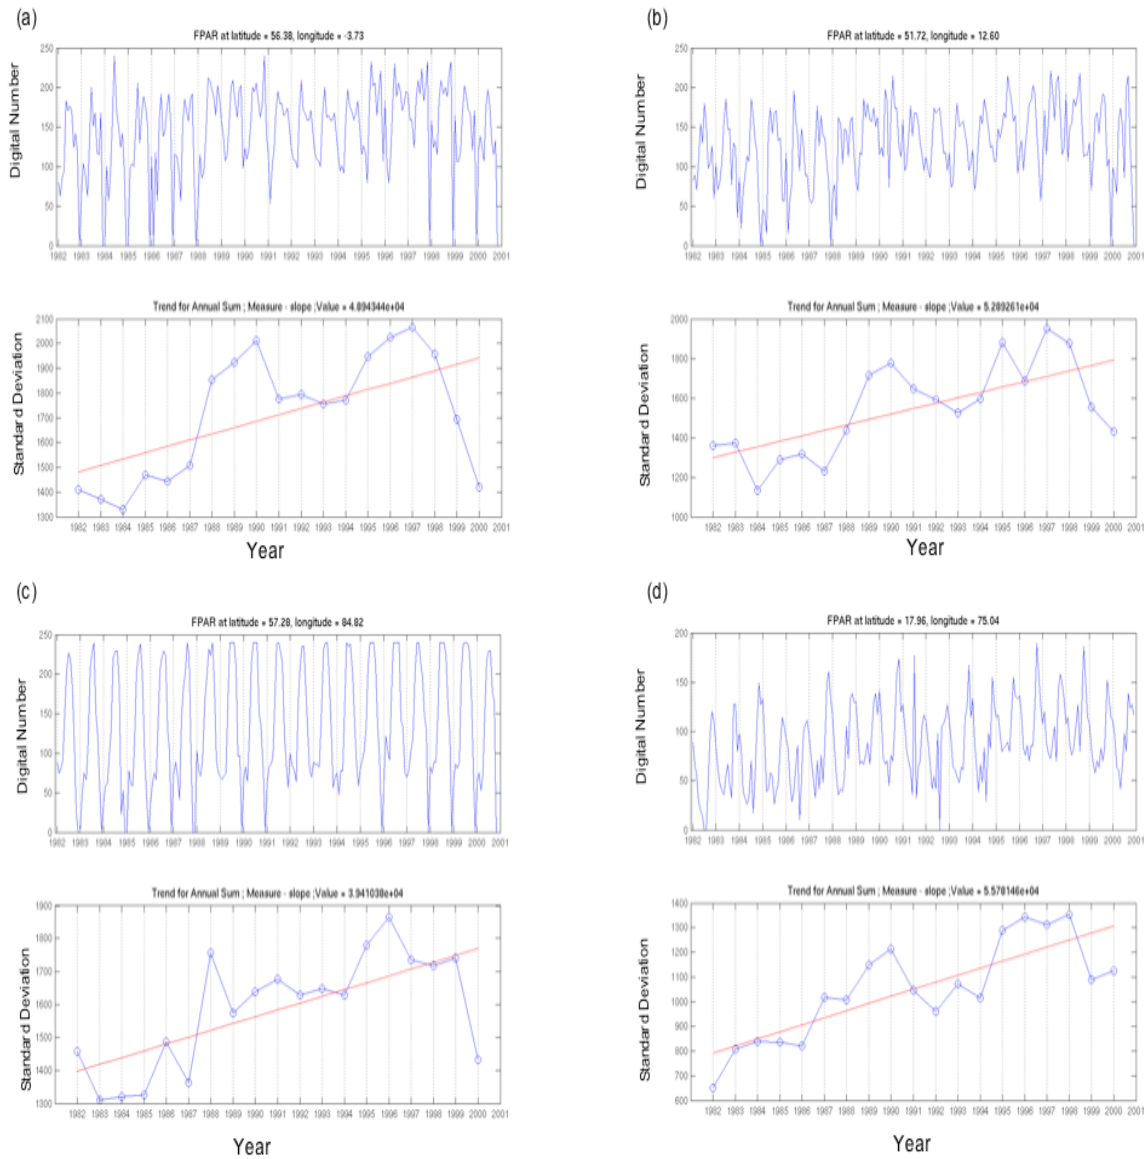 (a)
FPAR at latitude = 56.38, longitude = -3.73
Digital Number
250
200
150
100
50
0
1982 1983 1984 1985 1986 1987 1988 1989 1990 1991 1992 1993 1994 1995 1996 1997 1998 1999 2000 2001
Trend for Annual Sum ; Measure - slope ;Value = 4.894344e+04
Standard Deviation
2100
2000
1900
1800
1700
1600
1500
1400
1300
1982 1983 1984 1985 1986 1987 1988 1989 1990 1991 1992 1993 1994 1995 1996 1997 1998 1999 2000 2001
Year
(b)
FPAR at latitude = 51.72, longitude = 12.60
Digital Number
250
200
150
100
50
0
1982 1983 1984 1985 1986 1987 1988 1989 1990 1991 1992 1993 1994 1995 1996 1997 1998 1999 2000 2001
Trend for Annual Sum ; Measure - slope ;Value = 5.289261e+04
Standard Deviation
2000
1800
1600
1400
1200
1000
1982 1983 1984 1985 1986 1987 1988 1989 1990 1991 1992 1993 1994 1995 1996 1997 1998 1999 2000 2001
Year
(c)
FPAR at latitude = 57.28, longitude = 84.82
Digital Number
250
200
150
100
50
0
1982 1983 1984 1985 1986 1987 1988 1989 1990 1991 1992 1993 1994 1995 1996 1997 1998 1999 2000 2001
Trend for Annual Sum ; Measure - slope ;Value = 3.941038e+04
Standard Deviation
1900
1800
1700
1600
1500
1400
1300
1982 1983 1984 1985 1986 1987 1988 1989 1990 1991 1992 1993 1994 1995 1996 1997 1998 1999 2000 2001
Year
(d)
FPAR at latitude = 17.96, longitude = 75.04
Digital Number
200
150
100
50
0
1982 1983 1984 1985 1986 1987 1988 1989 1990 1991 1992 1993 1994 1995 1996 1997 1998 1999 2000 2001
Trend for Annual Sum ; Measure - slope ;Value = 5.578146e+04
Standard Deviation
1400
1300
1200
1100
1000
900
800
700
600
1982 1983 1984 1985 1986 1987 1988 1989 1990 1991 1992 1993 1994 1995 1996 1997 1998 1999 2000 2001
Year